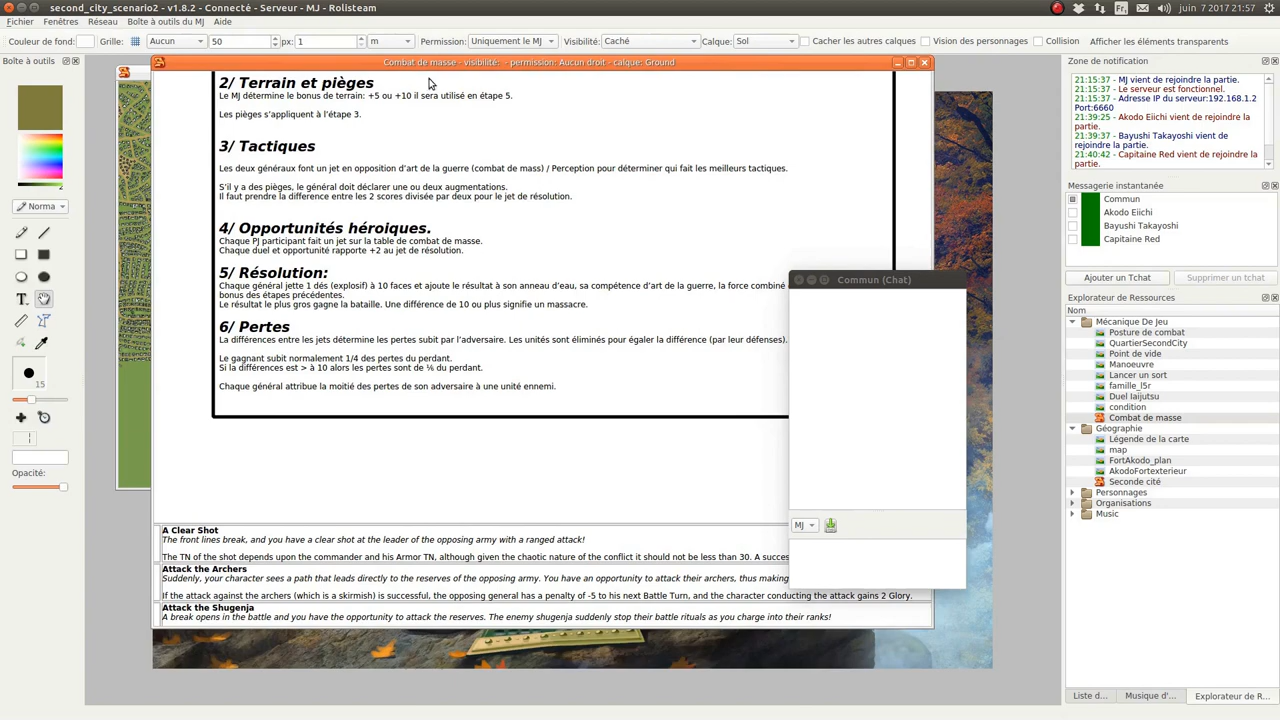 second_city_scenario2 - v1.8.2 - Connecté - Serveur - MJ - Rolisteam
Fr
juin 7 2017 21:57
Fichier Fenêtres Réseau Boîte à outils du MJ Aide
Couleur de fond: Grille: Aucun 50 px: 1 m Permission: Uniquement le MJ Visibilité: Caché Calque: Sol Cacher les autres calques Vision des personnages Collision Afficher les éléments transparents
Boîte à outils
Norma
15
Opacité:
Combat de masse - visibilité: - permission: Aucun droit - calque: Ground
2/ Terrain et pièges
Le MJ détermine le bonus de terrain: +5 ou +10 il sera utilisé en étape 5.
Les pièges s’appliquent à l’étape 3.
3/ Tactiques
Les deux généraux font un jet en opposition d’art de la guerre (combat de mass) / Perception pour déterminer qui fait les meilleurs tactiques.
S’il y a des pièges, le général doit déclarer une ou deux augmentations.
Il faut prendre la difference entre les 2 scores divisée par deux pour le jet de résolution.
4/ Opportunités héroiques.
Chaque PJ participant fait un jet sur la table de combat de masse.
Chaque duel et opportunité rapporte +2 au jet de résolution.
5/ Résolution:
Chaque général jette 1 dés (explosif) à 10 faces et ajoute le résultat à son anneau d’eau, sa compétence d’art de la guerre, la force combiné
bonus des étapes précédentes.
Le résultat le plus gros gagne la bataille. Une différence de 10 ou plus signifie un massacre.
6/ Pertes
La différences entre les jets détermine les pertes subit par l’adversaire. Les unités sont éliminés pour égaler la différence (par leur défenses).
Le gagnant subit normalement 1/4 des pertes du perdant.
Si la différences est > à 10 alors les pertes sont de ⅙ du perdant.
Chaque général attribue la moitié des pertes de son adversaire à une unité ennemi.
A Clear Shot
The front lines break, and you have a clear shot at the leader of the opposing army with a ranged attack!
The TN of the shot depends upon the commander and his Armor TN, although given the chaotic nature of the conflict it should not be less than 30. A succes
Attack the Archers
Suddenly, your character sees a path that leads directly to the reserves of the opposing army. You have an opportunity to attack their archers, thus making
If the attack against the archers (which is a skirmish) is successful, the opposing general has a penalty of -5 to his next Battle Turn, and the character conducting the attack gains 2 Glory.
Attack the Shugenja
A break opens in the battle and you have the opportunity to attack the reserves. The enemy shugenja suddenly stop their battle rituals as you charge into their ranks!
Commun (Chat)
MJ
Zone de notification
21:15:37 - MJ vient de rejoindre la partie.
21:15:37 - Le serveur est fonctionnel.
21:15:37 - Adresse IP du serveur:192.168.1.2
Port:6660
21:39:25 - Akodo Eiichi vient de rejoindre la
partie.
21:39:37 - Bayushi Takayoshi vient de
rejoindre la partie.
21:40:42 - Capitaine Red vient de rejoindre la
partie.
Messagerie instantanée
Commun
Akodo Eiichi
Bayushi Takayoshi
Capitaine Red
Ajouter un Tchat Supprimer un tchat
Explorateur de Ressources
Nom
Mécanique De Jeu
Posture de combat
QuartierSecondCity
Point de vide
Manoeuvre
Lancer un sort
famille_l5r
Duel Iaijutsu
condition
Combat de masse
Géographie
Légende de la carte
map
FortAkodo_plan
AkodoFortexterieur
Seconde cité
Personnages
Organisations
Music
Liste d... Musique d'... Explorateur de R...